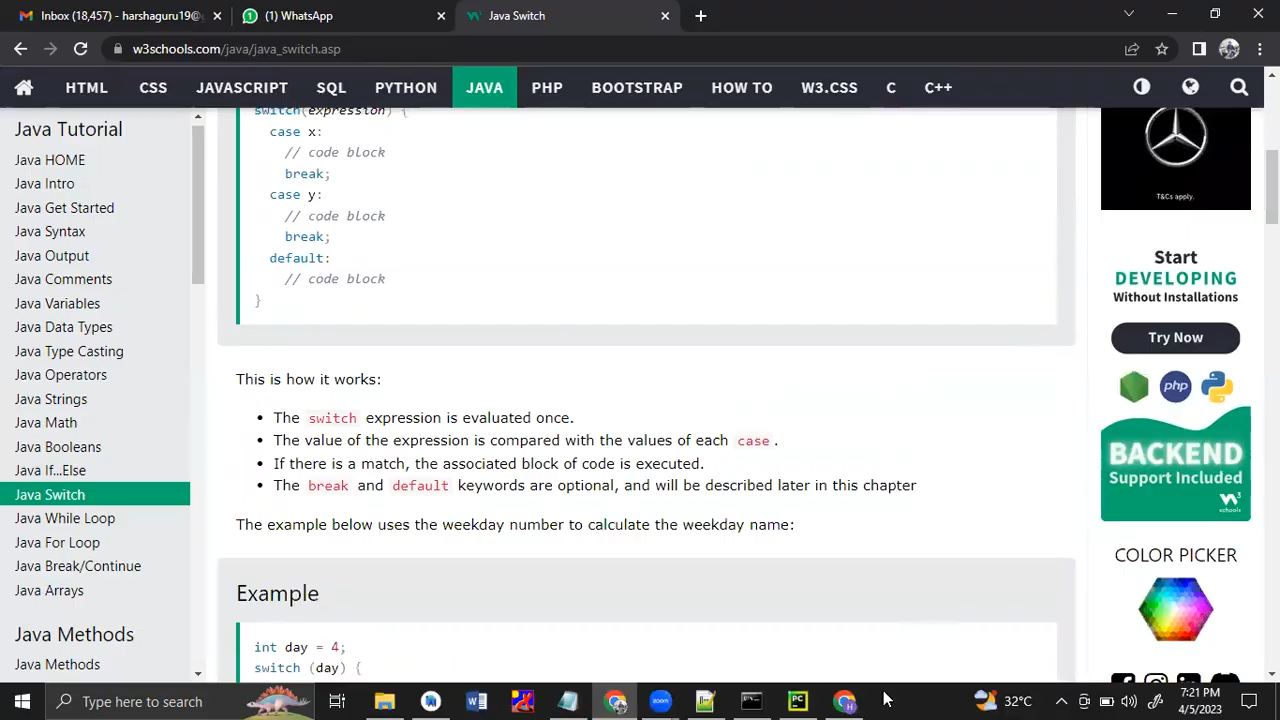 Inbox (18,457) - harshaguru19@
(1) WhatsApp
Java Switch
w3schools.com/java/java_switch.asp
HTML
CSS
JAVASCRIPT
SQL
PYTHON
JAVA
PHP
BOOTSTRAP
HOW TO
W3.CSS
C
C++
Java Tutorial
Java HOME
Java Intro
Java Get Started
Java Syntax
Java Output
Java Comments
Java Variables
Java Data Types
Java Type Casting
Java Operators
Java Strings
Java Math
Java Booleans
Java If...Else
Java Switch
Java While Loop
Java For Loop
Java Break/Continue
Java Arrays
Java Methods
Java Methods
switch(expression) {
case x:
// code block
break;
case y:
// code block
break;
default:
// code block
}
This is how it works:
• The switch expression is evaluated once.
• The value of the expression is compared with the values of each case .
• If there is a match, the associated block of code is executed.
• The break and default keywords are optional, and will be described later in this chapter
The example below uses the weekday number to calculate the weekday name:
Example
int day = 4;
switch (day) {
T&Cs apply.
Start
DEVELOPING
Without Installations
Try Now
php
BACKEND
Support Included
W3
schools
COLOR PICKER
Type here to search
W
zoom
PC
32°C
7:21 PM
4/5/2023